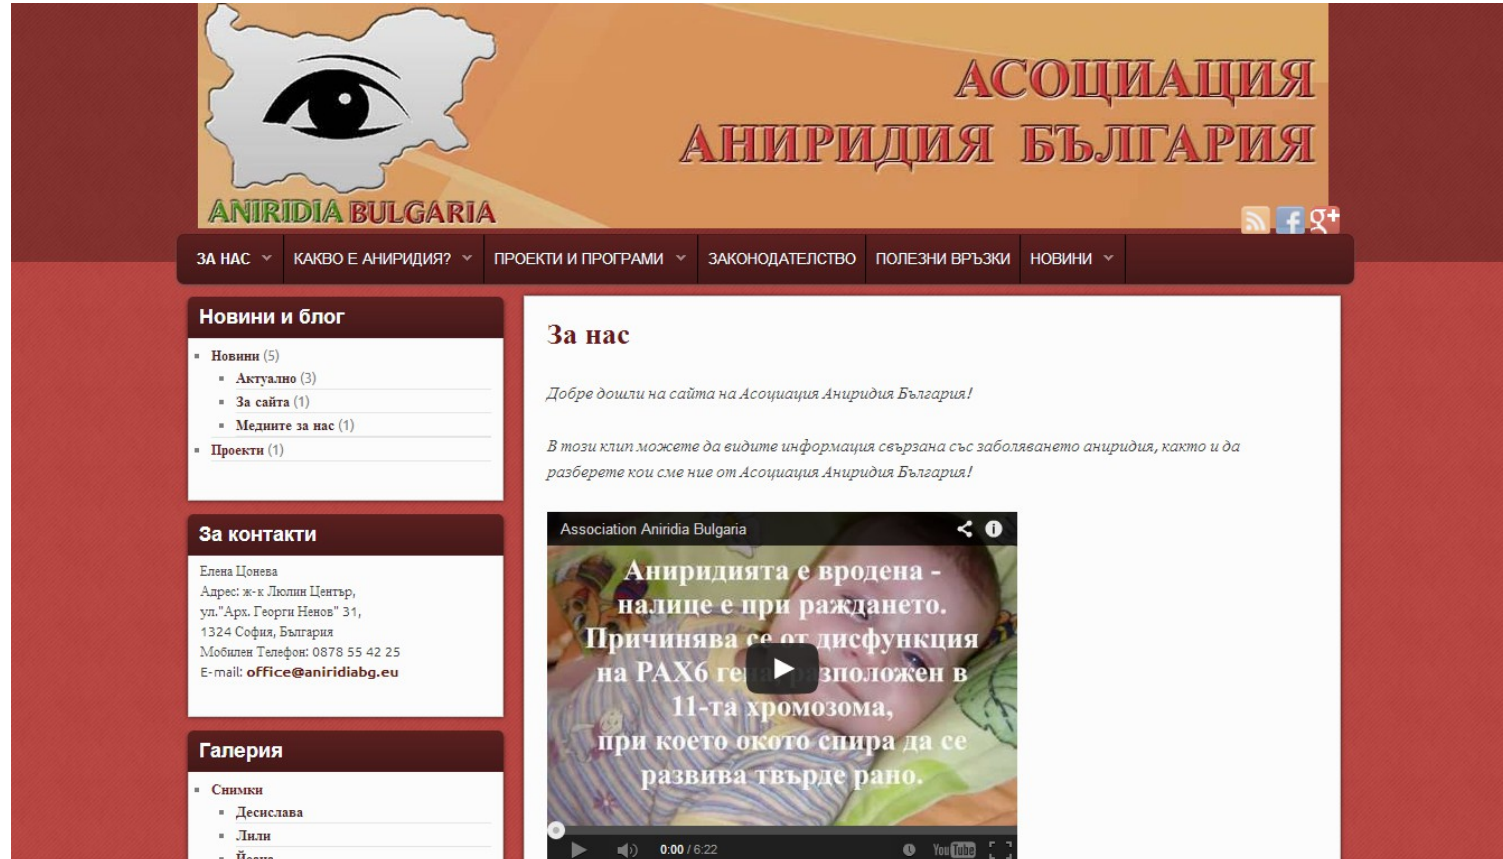 АСОЦИАЦИЯ
АНИРИДИЯ БЪЛГАРИЯ
ANIRIDIA BULGARIA
ЗА НАС
КАКВО Е АНИРИДИЯ?
ПРОЕКТИ И ПРОГРАМИ
ЗАКОНОДАТЕЛСТВО
ПОЛЕЗНИ ВРЪЗКИ
НОВИНИ
Новини и блог
Новини (5)
Актуално (3)
За сайта (1)
Медиите за нас (1)
Проекти (1)
За контакти
Елена Цонева
Адрес: ж-к Люлин Център,
ул."Арх. Георги Ненов" 31,
1324 София, България
Мобилен Телефон: 0878 55 42 25
E-mail: office@aniridiabg.eu
Галерия
Снимки
Десислава
Лили
За нас
Добре дошли на сайта на Асоциация Аниридия България!
В този клип можете да видите информация свързана със заболяването аниридия, както и да
разберете кои сме ние от Асоциация Аниридия България!
Association Aniridia Bulgaria
Аниридията е вродена -
налице е при раждането.
Причинява се от дисфункция
на PAX6 гена, разположен в
11-та хромозома,
при което окото спира да се
развива твърде рано.
0:00 / 6:22
YouTube